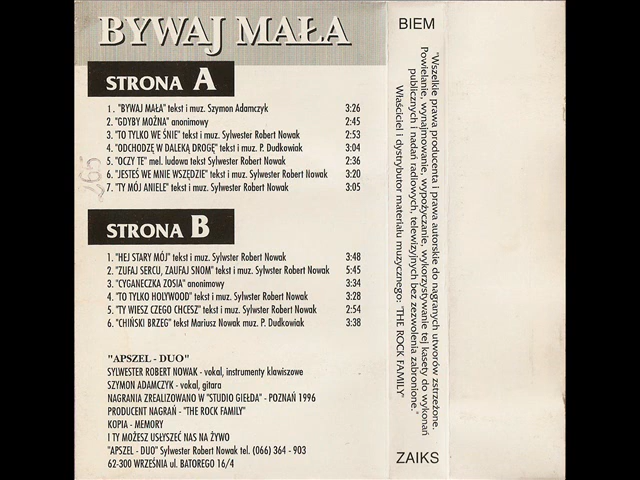 BYWAJ MAŁA
STRONA A
1. "BYWAJ MAŁA" tekst i muz. Szymon Adamczyk 3:26
2. "GDYBY MOŻNA" anonimowy 2:45
3. "TO TYLKO WE ŚNIE" tekst i muz. Sylwester Robert Nowak 2:53
4. "ODCHODZĘ W DALEKĄ DROGĘ" tekst i muz. P. Dudkowiak 3:04
5. "OCZY TE" mel. ludowa tekst Sylwester Robert Nowak 2:36
6. "JESTEŚ WE MNIE WSZĘDZIE" tekst i muz. Sylwester Robert Nowak 3:20
7. "TY MÓJ ANIELE" tekst i muz. Sylwester Robert Nowak 3:05
265
STRONA B
1. "HEJ STARY MÓJ" tekst i muz. Sylwester Robert Nowak 3:48
2. "ZUFAJ SERCU, ZAUFAJ SNOM" tekst i muz. Sylwester Robert Nowak 5:45
3. "CYGANECZKA ZOSIA" anonimowy 3:34
4. "TO TYLKO HOLYWOOD" tekst i muz. Sylwester Robert Nowak 3:28
5. "TY WIESZ CZEGO CHCESZ" tekst i muz. Sylwester Robert Nowak 2:54
6. "CHIŃSKI BRZEG" tekst Mariusz Nowak muz. P. Dudkowiak 3:38
"APSZEL - DUO"
SYLWESTER ROBERT NOWAK - vokal, instrumenty klawiszowe
SZYMON ADAMCZYK - vokal, gitara
NAGRANIA ZREALIZOWANO W "STUDIO GIEŁDA" - POZNAŃ 1996
PRODUCENT NAGRAŃ - "THE ROCK FAMILY"
KOPIA - MEMORY
I TY MOŻESZ USŁYSZEĆ NAS NA ŻYWO
"APSZEL - DUO" Sylwester Robert Nowak tel. (066) 364 - 903
62-300 WRZEŚNIA ul. BATOREGO 16/4
BIEM
"Wszelkie prawa producenta i prawa autorskie do nagranych utworów zstrzeżone.
Powielanie, wynajmowanie, wypożyczanie, wykorzystywanie tej kasety do wykonań
publicznych i nadań radiowych, telewizyjnych bez zezwolenia zabronione."
Właściciel i dystrybutor materiału muzycznego: "THE ROCK FAMILY"
ZAIKS